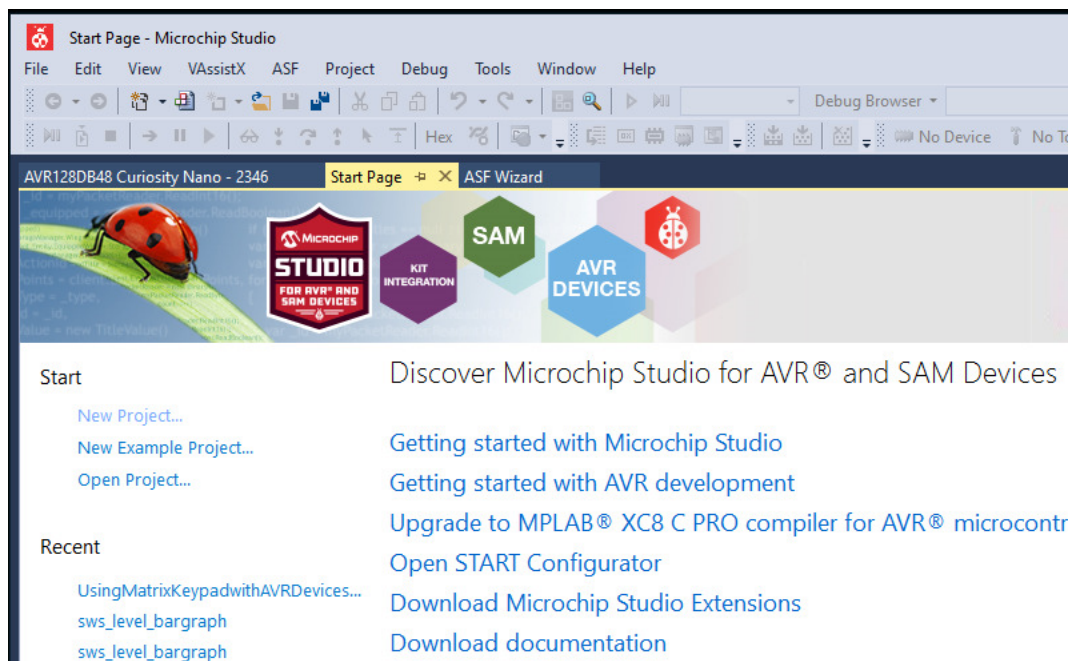 Start Page - Microchip Studio
File Edit View VAssistX ASF Project Debug Tools Window Help
Debug Browser
Hex No Device No To
AVR128DB48 Curiosity Nano - 2346 Start Page ASF Wizard
MICROCHIP
STUDIO
FOR AVR® AND
SAM DEVICES
KIT
INTEGRATION
SAM
AVR
DEVICES
Start
New Project...
New Example Project...
Open Project...
Recent
UsingMatrixKeypadwithAVRDevices...
sws_level_bargraph
sws_level_bargraph
Discover Microchip Studio for AVR® and SAM Devices
Getting started with Microchip Studio
Getting started with AVR development
Upgrade to MPLAB® XC8 C PRO compiler for AVR® microcontr
Open START Configurator
Download Microchip Studio Extensions
Download documentation